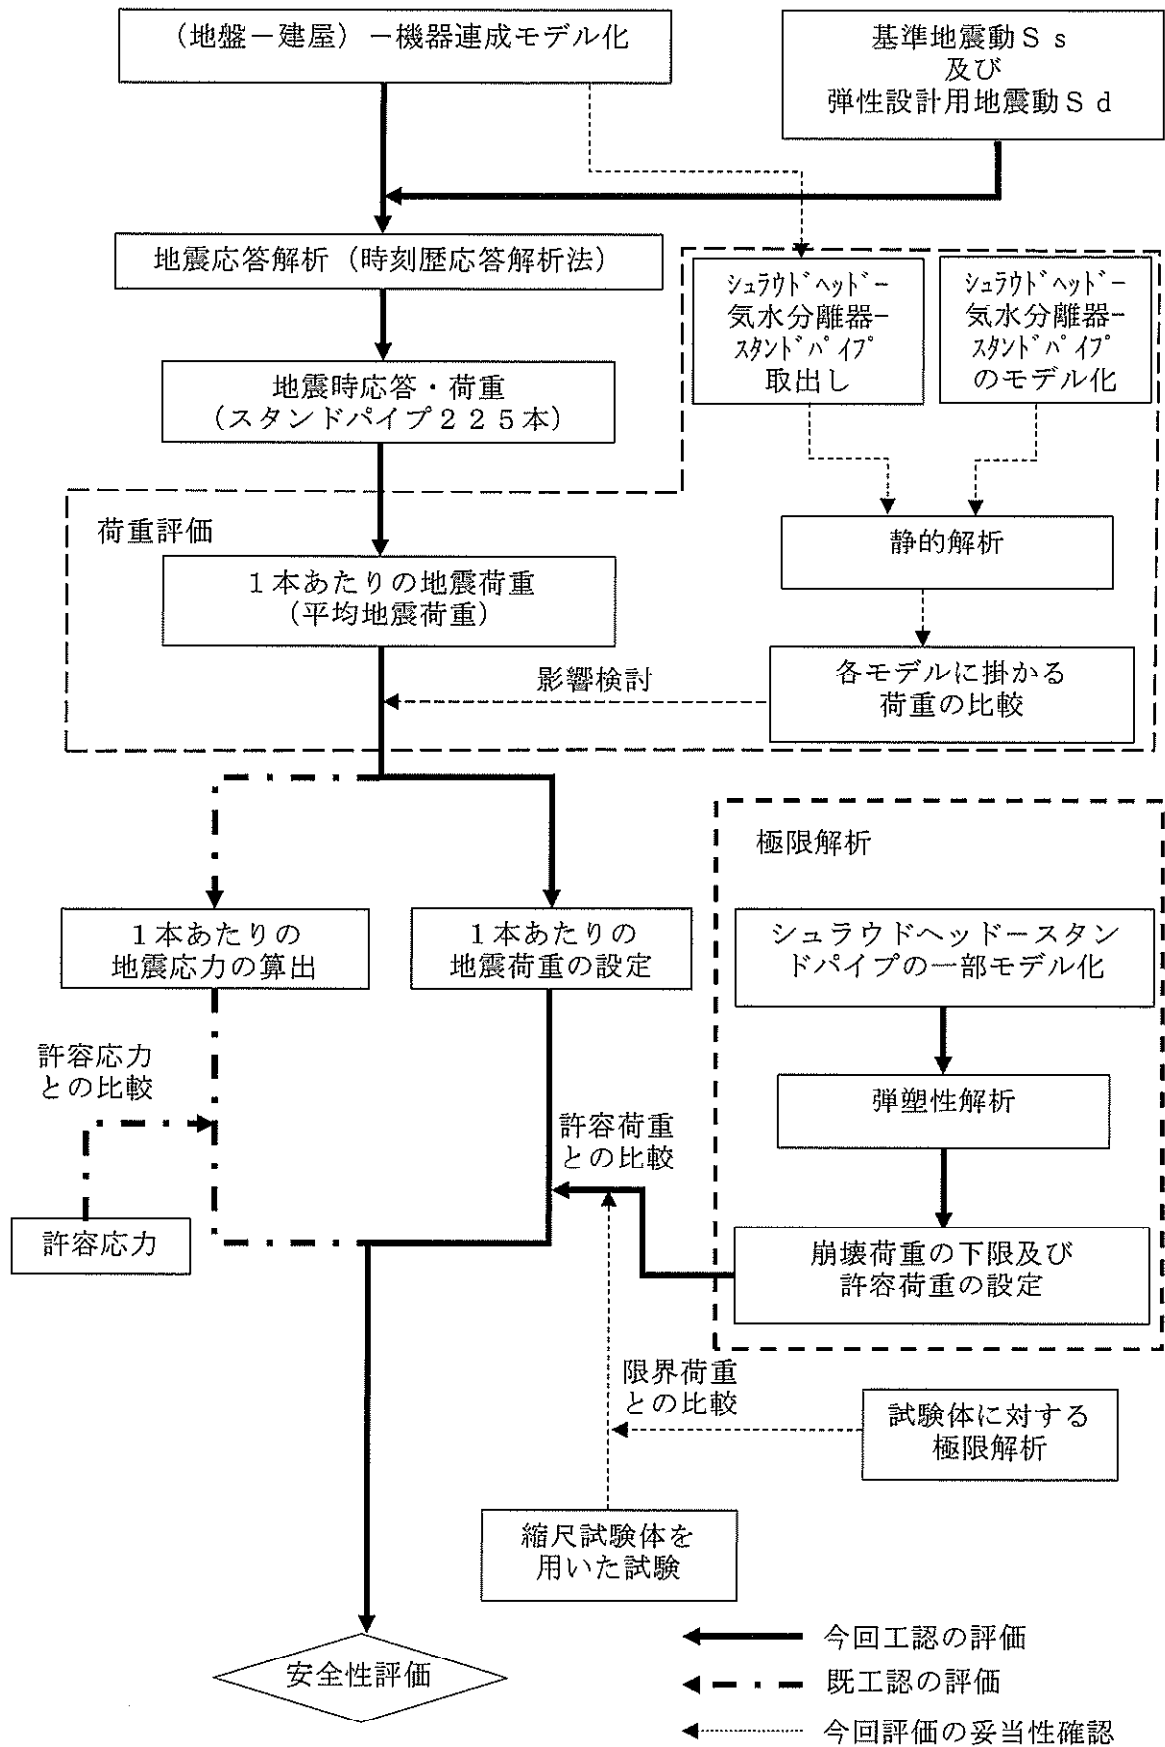 (地盤－建屋)－機器連成モデル化
基準地震動Ｓｓ
及び
弾性設計用地震動Ｓｄ
地震応答解析(時刻歴応答解析法)
ｼｭﾗｳﾄﾞﾍｯﾄﾞｰ
気水分離器-
ｽﾀﾝﾄﾞﾊﾟｲﾌﾟ
取出し
ｼｭﾗｳﾄﾞﾍｯﾄﾞｰ
気水分離器-
ｽﾀﾝﾄﾞﾊﾟｲﾌﾟ
のモデル化
地震時応答・荷重
(スタンドパイプ２２５本)
荷重評価
静的解析
１本あたりの地震荷重
(平均地震荷重)
影響検討
各モデルに掛かる
荷重の比較
極限解析
１本あたりの
地震応力の算出
１本あたりの
地震荷重の設定
シュラウドヘッドースタン
ドパイプの一部モデル化
許容応力
との比較
弾塑性解析
許容荷重
との比較
許容応力
崩壊荷重の下限及び
許容荷重の設定
限界荷重
との比較
試験体に対する
極限解析
縮尺試験体を
用いた試験
安全性評価
今回工認の評価
既工認の評価
今回評価の妥当性確認